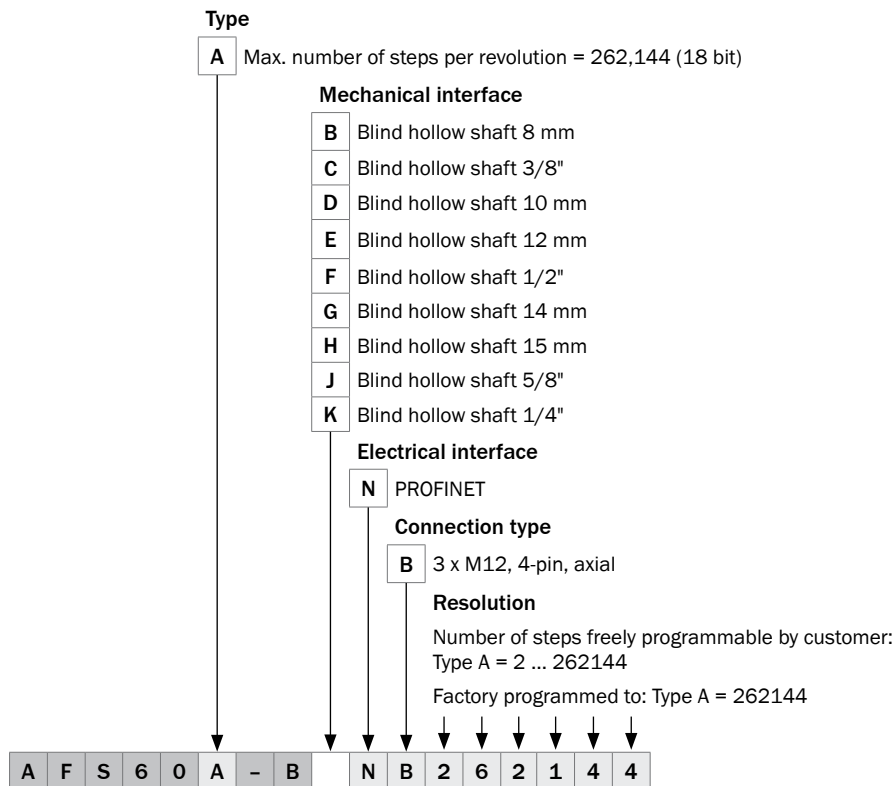 Type
A Max. number of steps per revolution = 262,144 (18 bit)
Mechanical interface
B Blind hollow shaft 8 mm
C Blind hollow shaft 3/8"
D Blind hollow shaft 10 mm
E Blind hollow shaft 12 mm
F Blind hollow shaft 1/2"
G Blind hollow shaft 14 mm
H Blind hollow shaft 15 mm
J Blind hollow shaft 5/8"
K Blind hollow shaft 1/4"
Electrical interface
N PROFINET
Connection type
B 3 x M12, 4-pin, axial
Resolution
Number of steps freely programmable by customer:
Type A = 2 ... 262144
Factory programmed to: Type A = 262144
A F S 6 0 A – B N B 2 6 2 1 4 4